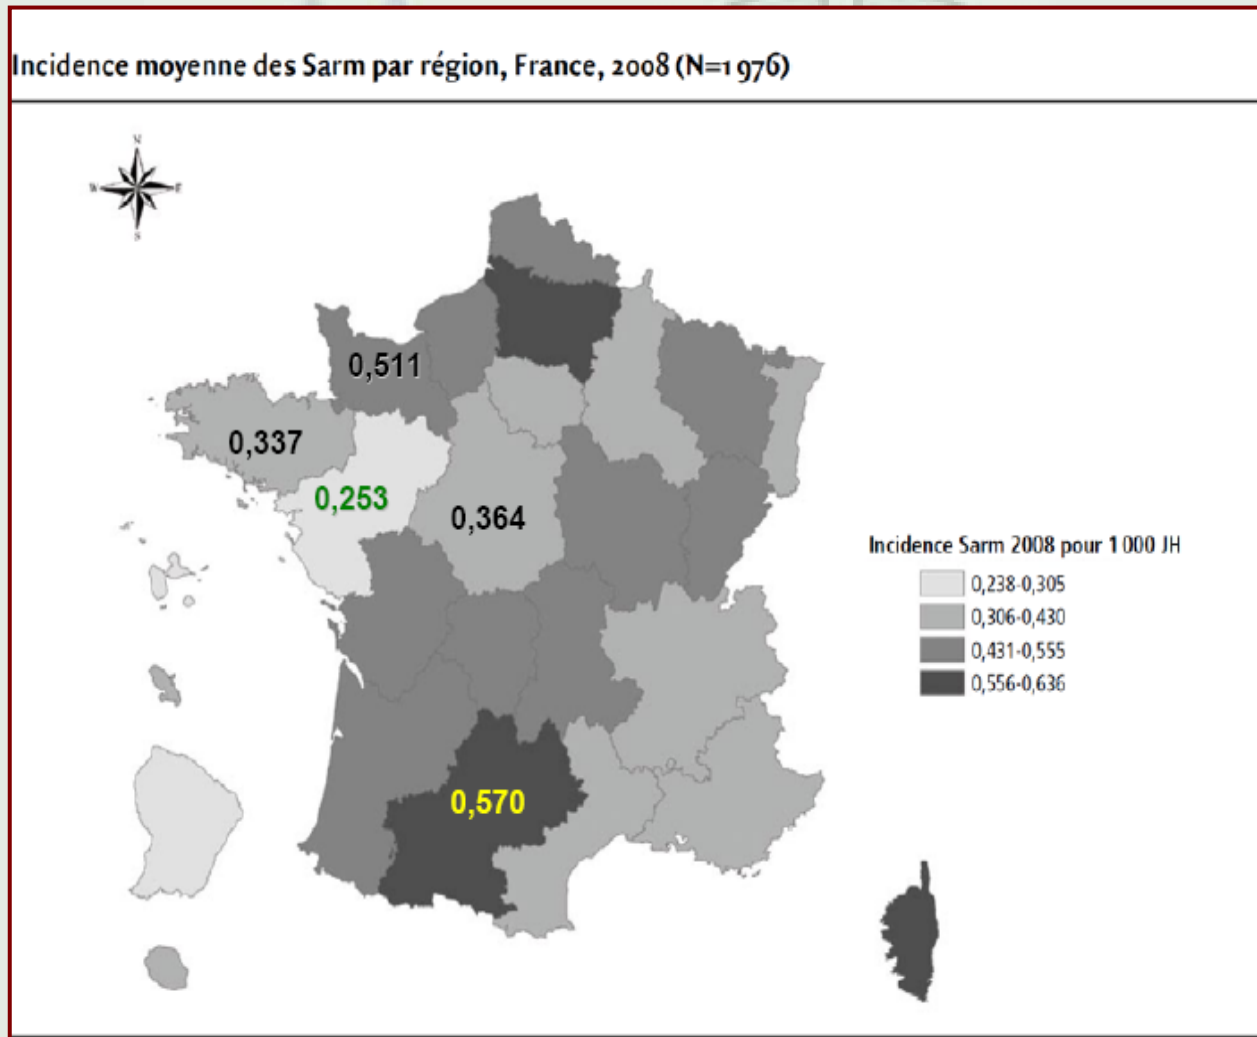 Incidence moyenne des Sarm par région, France, 2008 (N=1 976)
N
W E
S
0,511
0,337
0,253
0,364
0,570
Incidence Sarm 2008 pour 1 000 JH
0,238-0,305
0,306-0,430
0,431-0,555
0,556-0,636